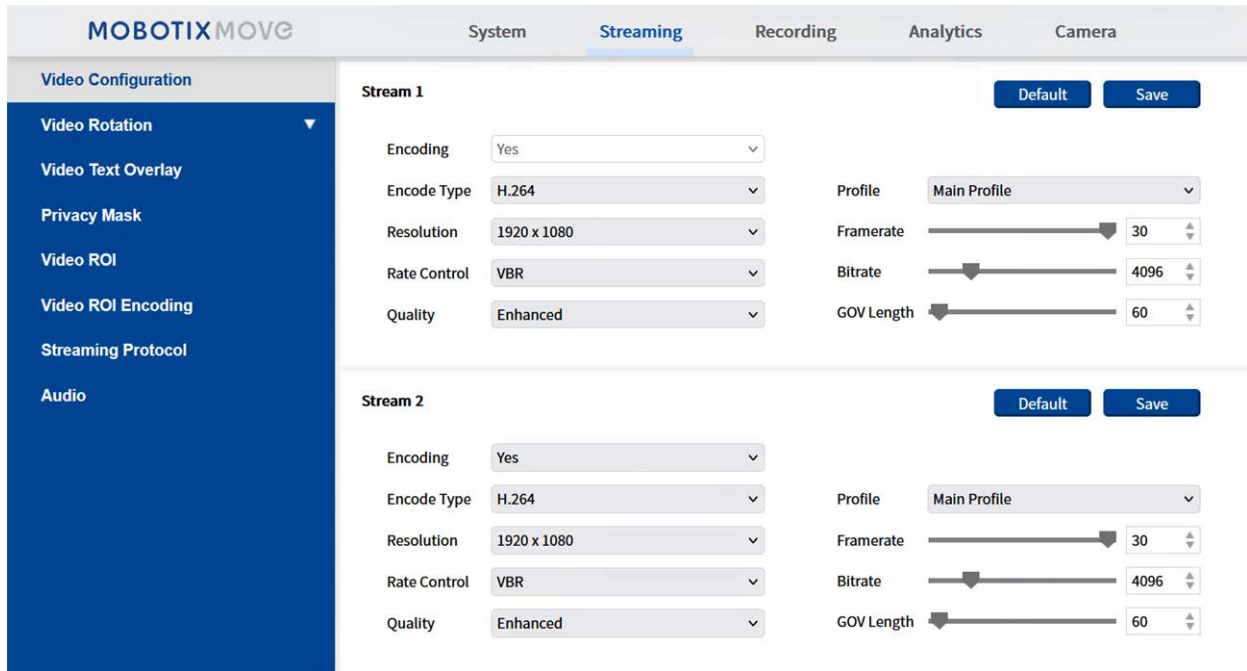 MOBOTIXMOVE System Streaming Recording Analytics Camera
Video Configuration
Video Rotation
Video Text Overlay
Privacy Mask
Video ROI
Video ROI Encoding
Streaming Protocol
Audio
Stream 1 Default Save
Encoding Yes
Encode Type H.264 Profile Main Profile
Resolution 1920 x 1080 Framerate 30
Rate Control VBR Bitrate 4096
Quality Enhanced GOV Length 60
Stream 2 Default Save
Encoding Yes
Encode Type H.264 Profile Main Profile
Resolution 1920 x 1080 Framerate 30
Rate Control VBR Bitrate 4096
Quality Enhanced GOV Length 60